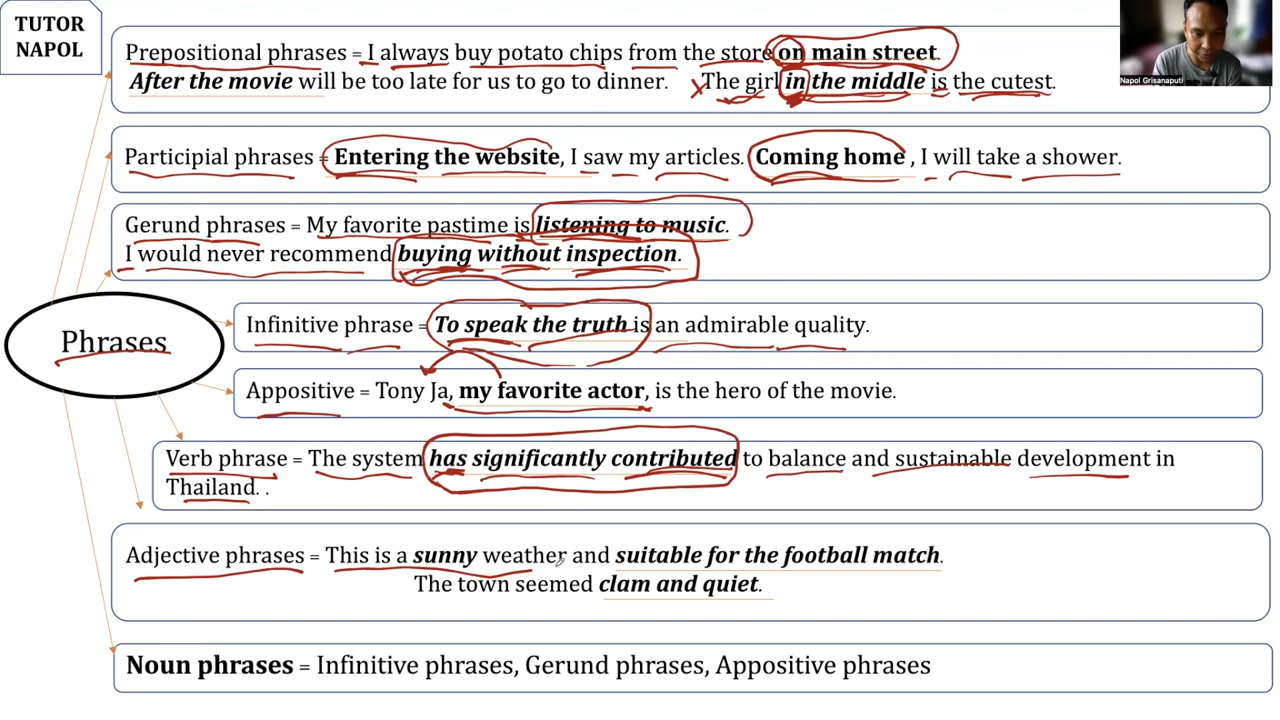 TUTOR
NAPOL
Prepositional phrases = I always buy potato chips from the store on main street.
After the movie will be too late for us to go to dinner. The girl in the middle is the cutest.
Napol Grisanaputi
Participial phrases = Entering the website, I saw my articles. Coming home , I will take a shower.
Gerund phrases = My favorite pastime is listening to music.
I would never recommend buying without inspection.
Phrases
Infinitive phrase = To speak the truth is an admirable quality.
Appositive = Tony Ja, my favorite actor, is the hero of the movie.
Verb phrase = The system has significantly contributed to balance and sustainable development in
Thailand. .
Adjective phrases = This is a sunny weather and suitable for the football match.
The town seemed clam and quiet.
Noun phrases = Infinitive phrases, Gerund phrases, Appositive phrases